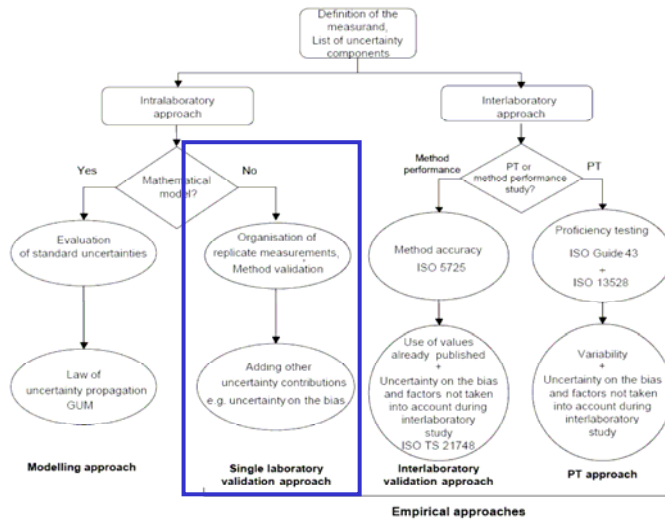 Definition of the
measurand,
List of uncertainty
components
Intralaboratory
approach
Interlaboratory
approach
Yes
No
Mathematical
model?
Method
performance
PT or
method performance
study?
PT
Evaluation
of standard uncertainties
Organisation of
replicate measurements,
Method validation
Method accuracy
ISO 5725
Proficiency testing
ISO Guide 43
+
ISO 13528
Law of
uncertainty propagation
GUM
Adding other
uncertainty contributions
e.g. uncertainty on the bias
Use of values
already published
+
Uncertainty on the bias
and factors not taken
into account during
interlaboratory
study
ISO TS 21748
Variability
+
Uncertainty on the bias
and factors not taken
into account during
interlaboratory
study
Modelling approach
Single laboratory
validation approach
Interlaboratory
validation approach
PT approach
Empirical approaches